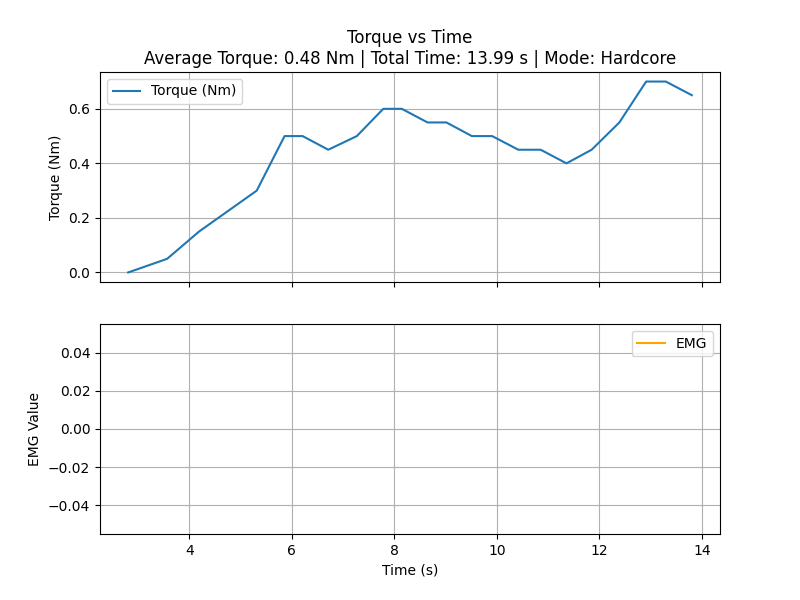 Torque vs Time
Average Torque: 0.48 Nm | Total Time: 13.99 s | Mode: Hardcore
Torque (Nm)
Torque (Nm)
0.6
0.4
0.2
0.0
EMG
EMG Value
0.04
0.02
0.00
−0.02
−0.04
4 6 8 10 12 14
Time (s)